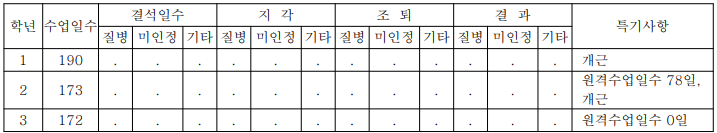 학년 수업일수 결석일수 지 각 조 퇴 결 과 특기사항
질병 미인정 기타 질병 미인정 기타 질병 미인정 기타 질병 미인정 기타
1 190 . . . . . . . . . . . . 개근
2 173 . . . . . . . . . . . . 원격수업일수 78일,
개근
3 172 . . . . . . . . . . . . 원격수업일수 0일